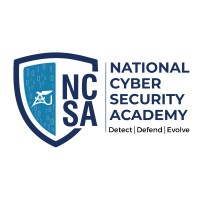 NC
SA
NATIONAL
CYBER
SECURITY
ACADEMY
Detect | Defend | Evolve